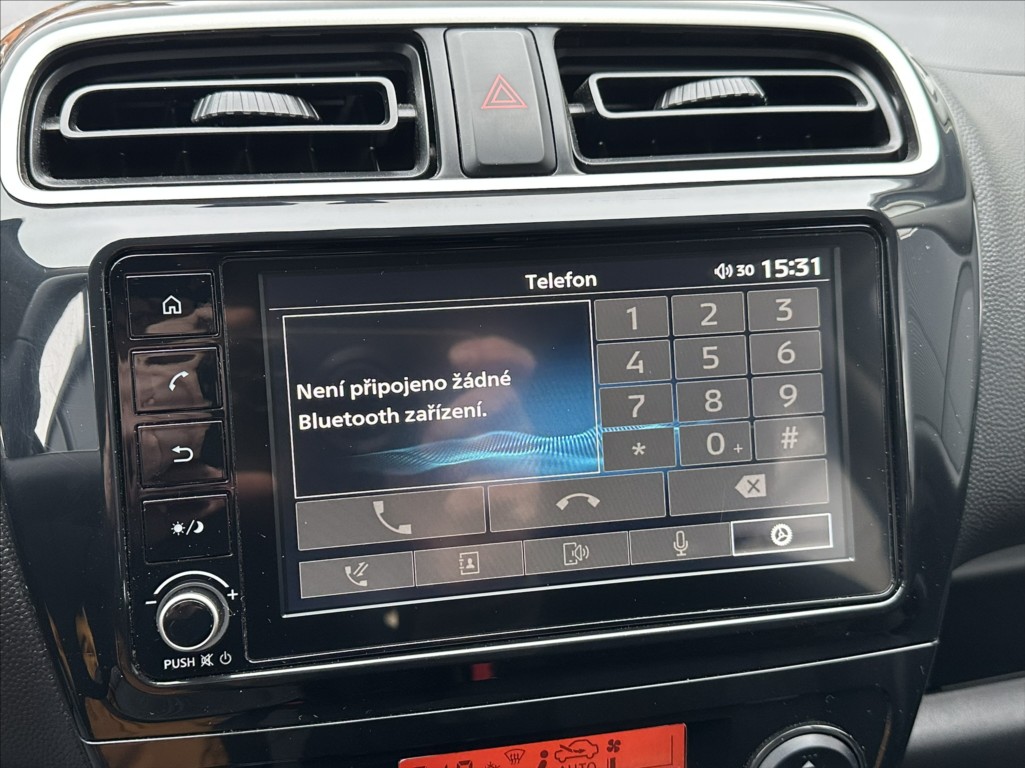 Telefon
30 15:31
Není připojeno žádné
Bluetooth zařízení.
1 2 3
4 5 6
7 8 9
* 0 + #
− +
PUSH
AUTO